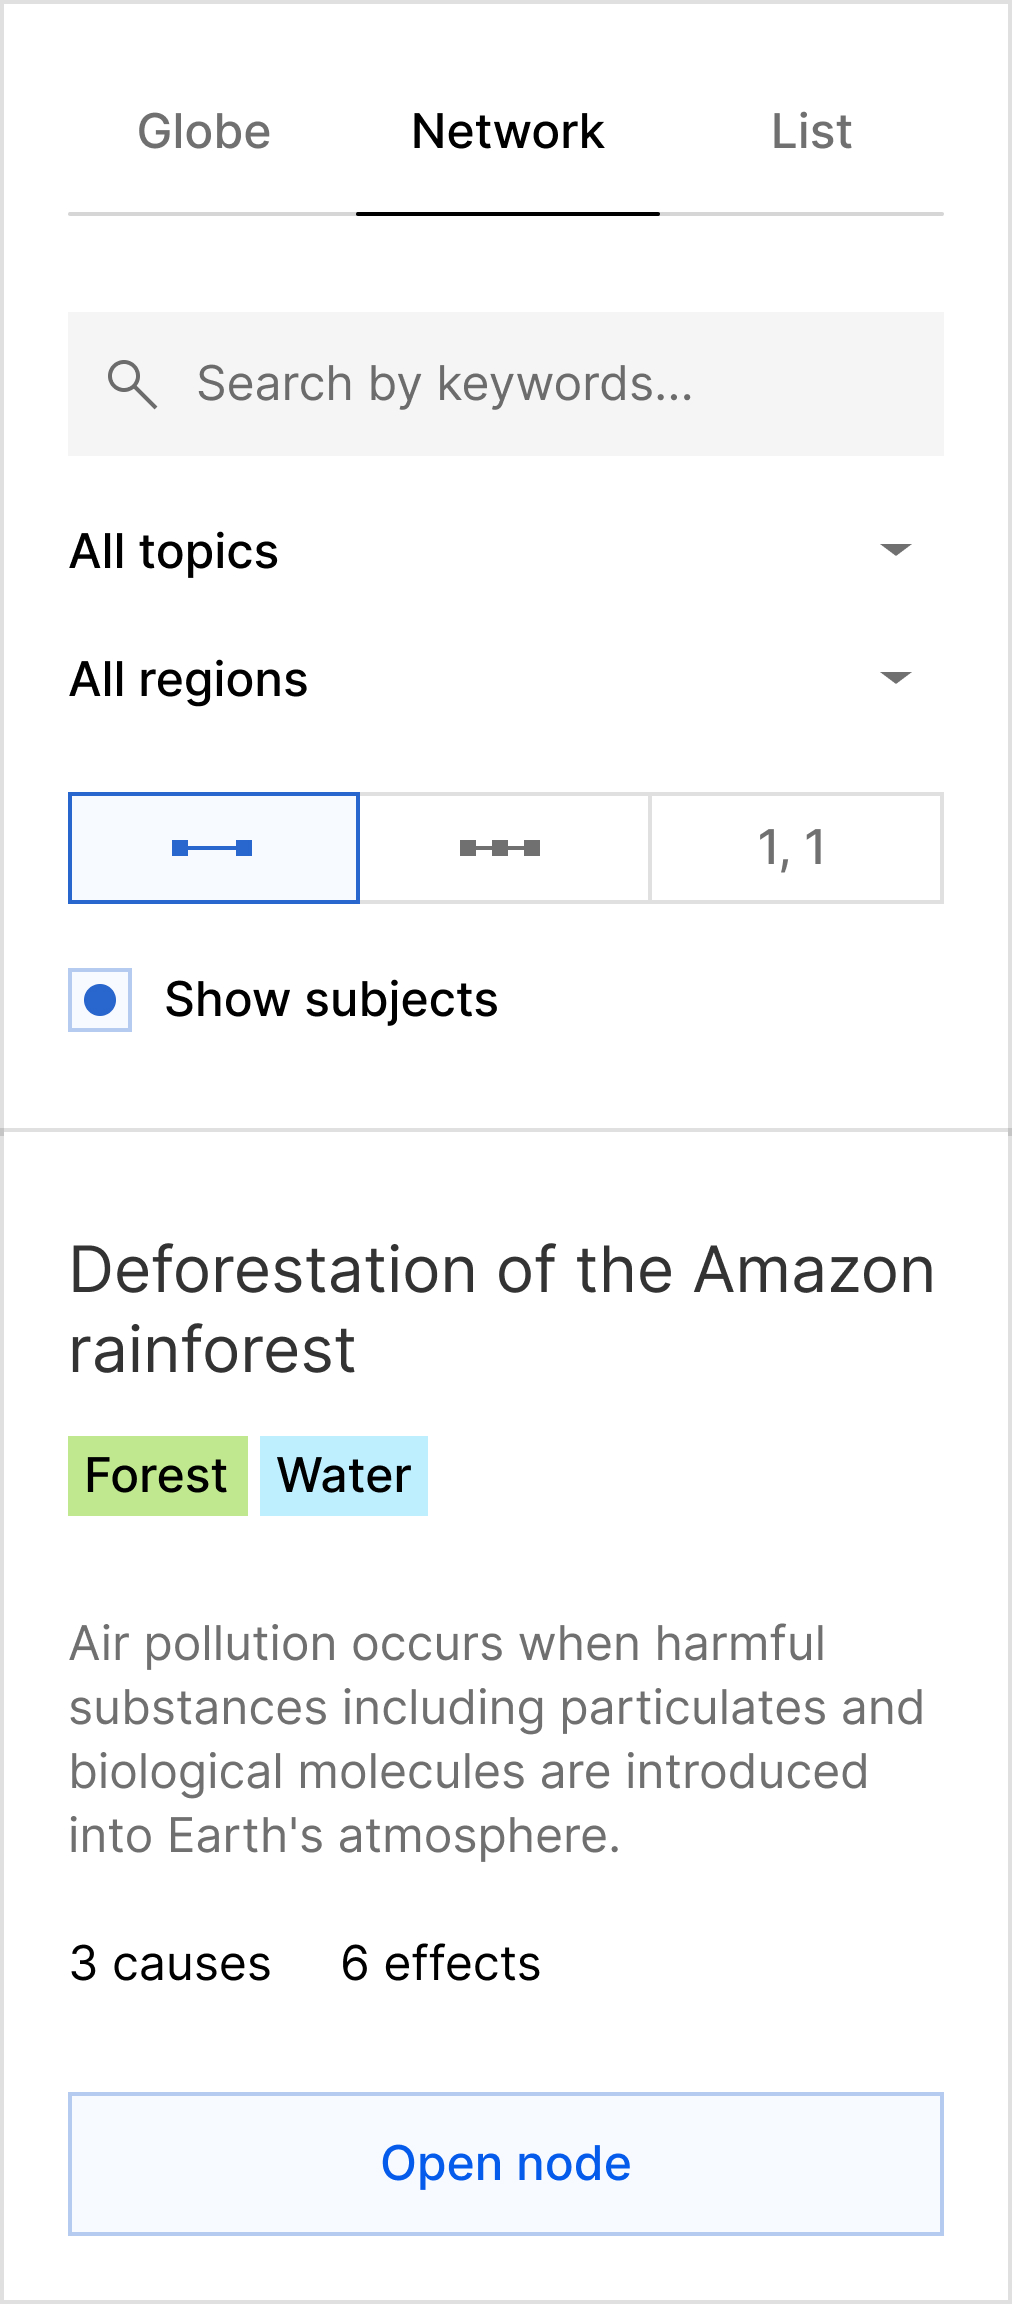 Globe Network List
Search by keywords...
All topics
All regions
1, 1
Show subjects
Deforestation of the Amazon
rainforest
Forest Water
Air pollution occurs when harmful
substances including particulates and
biological molecules are introduced
into Earth's atmosphere.
3 causes 6 effects
Open node